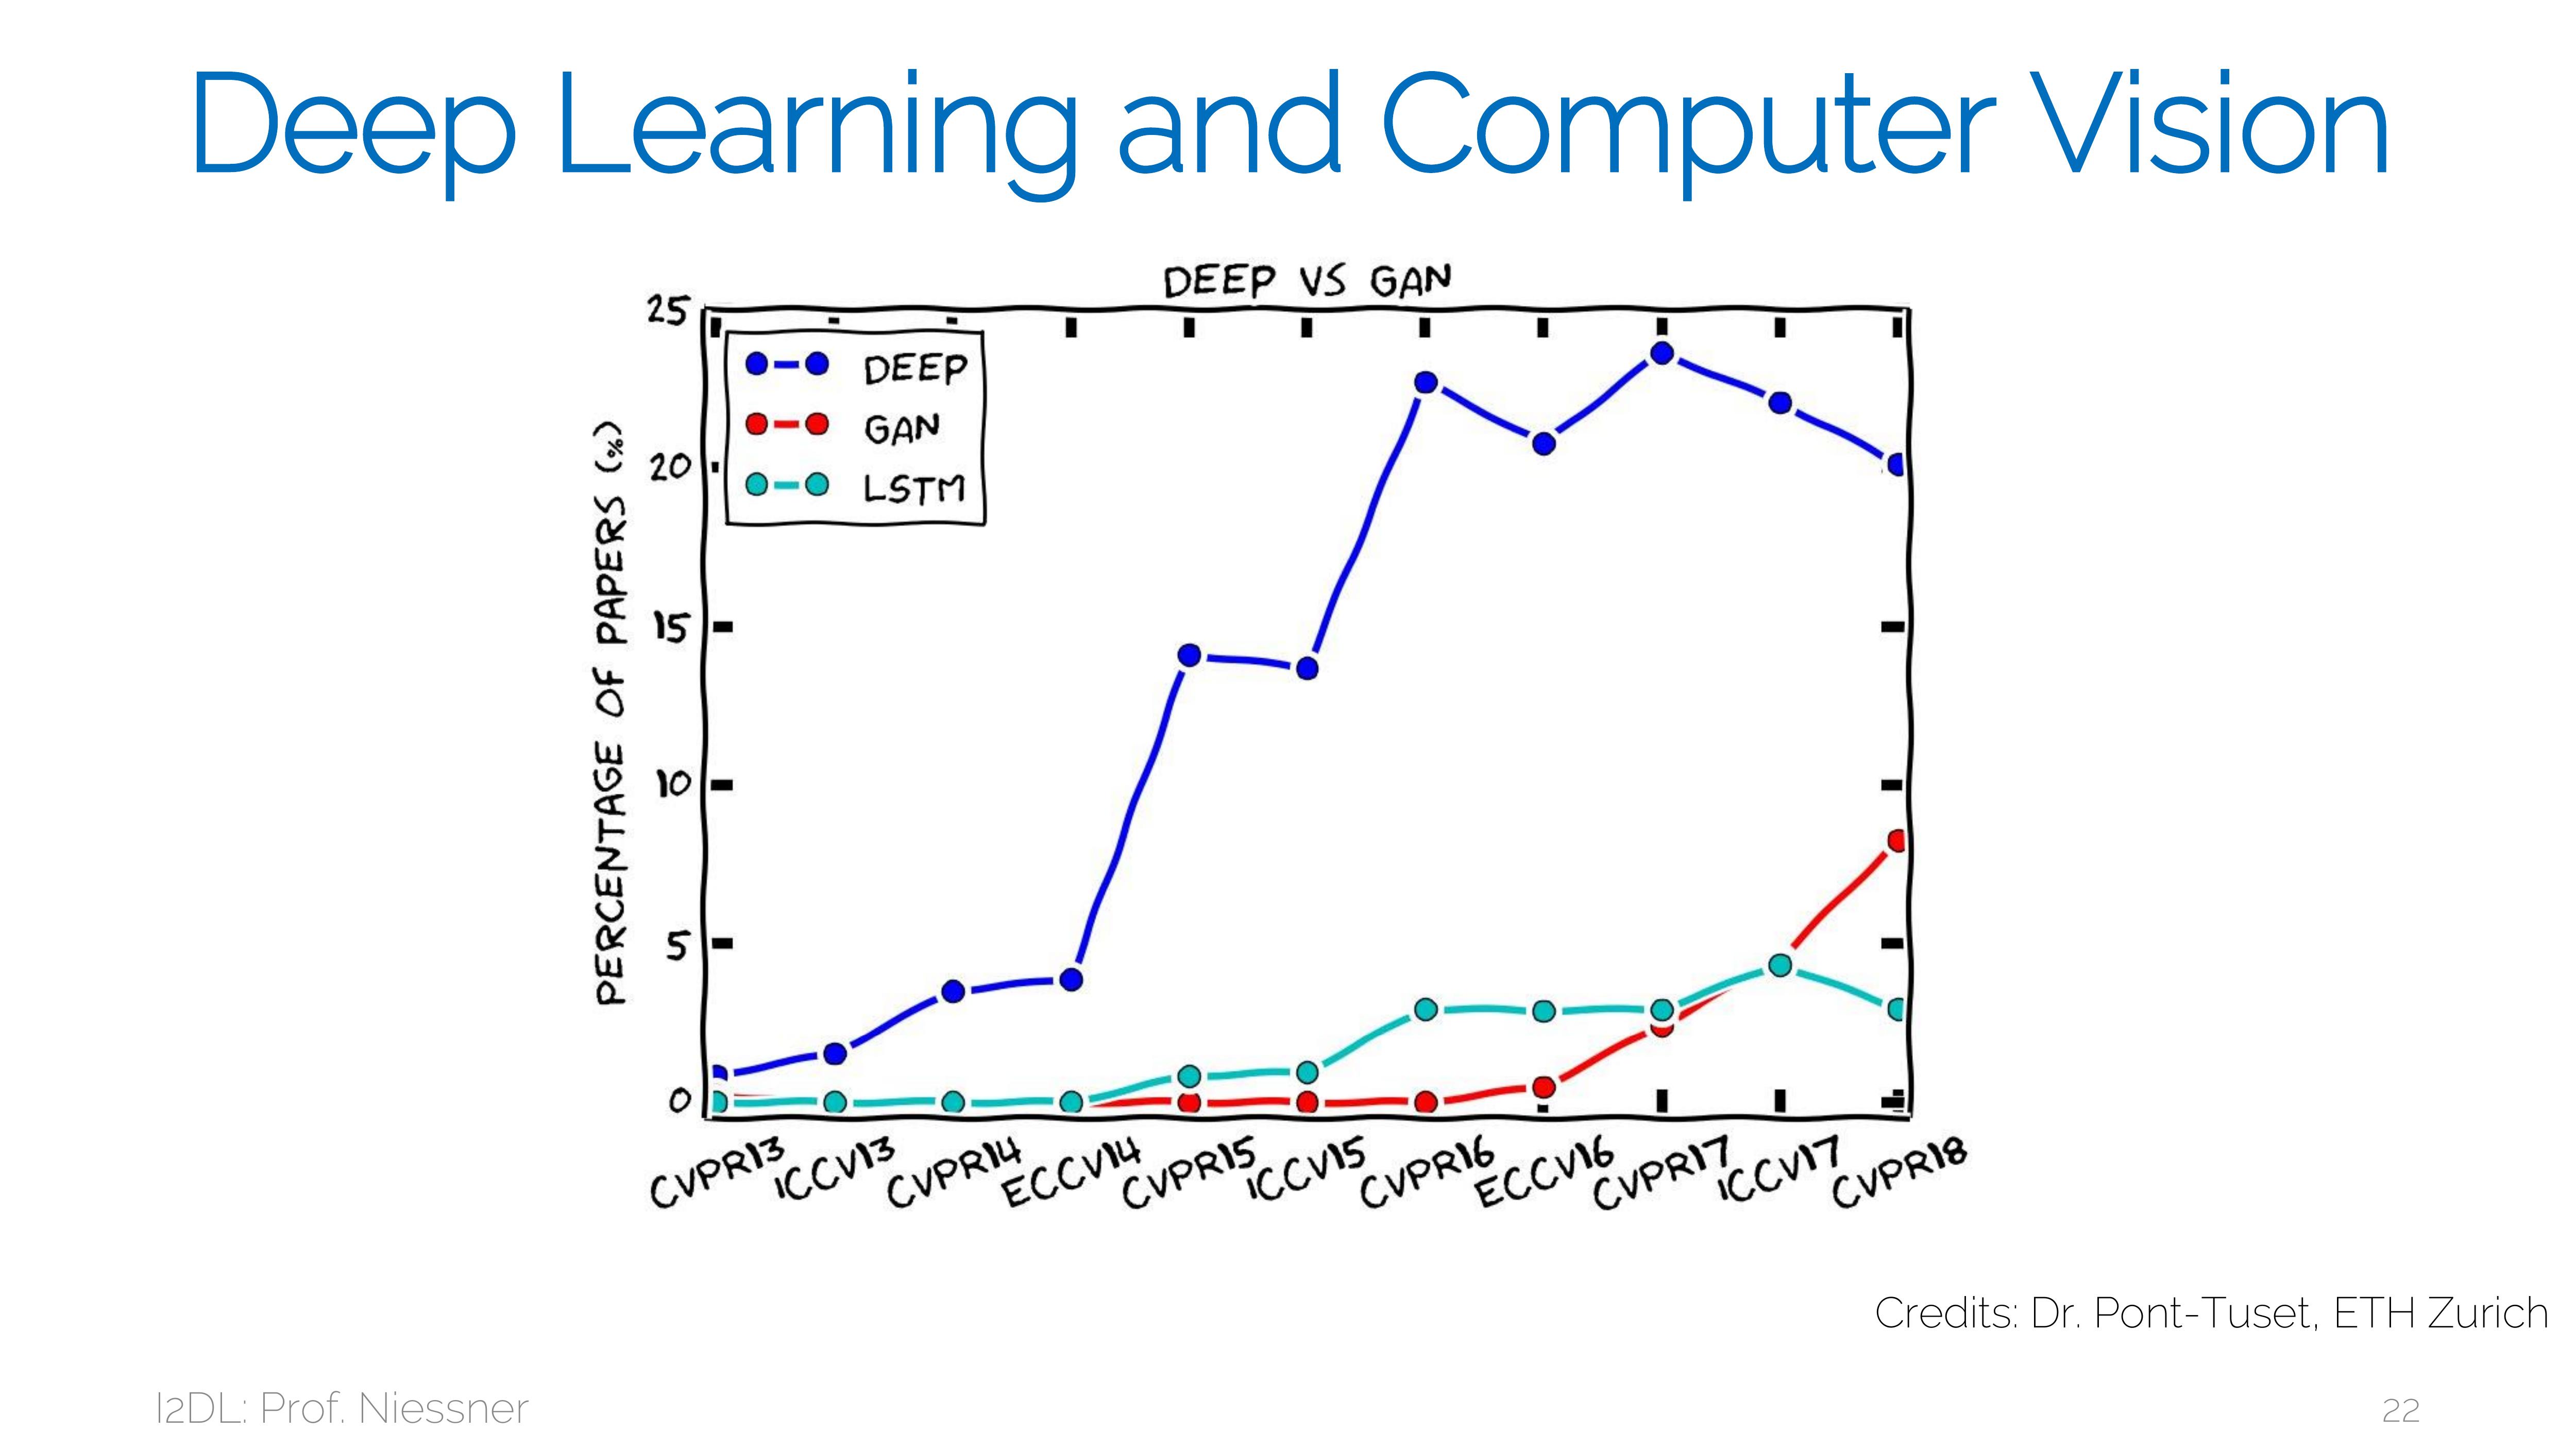 Deep Learning and Computer Vision
DEEP VS GAN
25
20
15
10
5
0
PERCENTAGE OF PAPERS (%)
DEEP
GAN
LSTM
CVPR13
ICCV13
CVPR14
ECCV14
CVPR15
ICCV15
CVPR16
ECCV16
CVPR17
ICCV17
CVPR18
Credits: Dr. Pont-Tuset, ETH Zurich
I2DL: Prof. Niessner
22